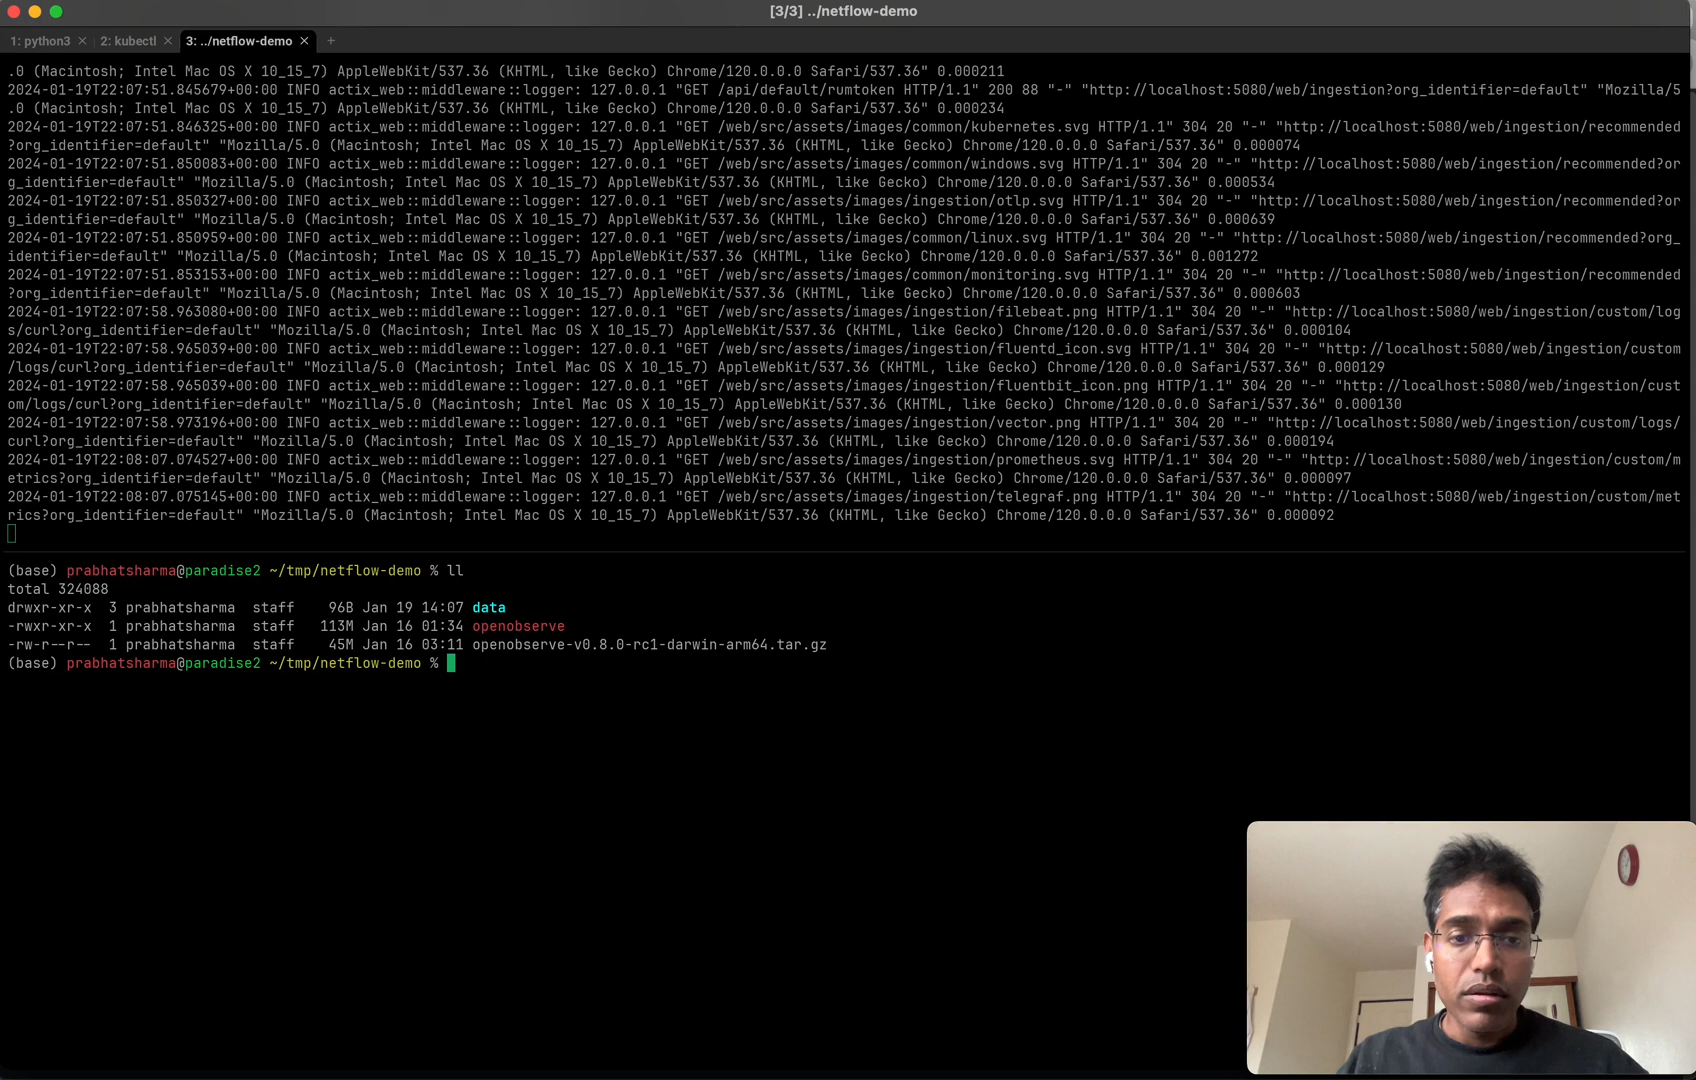 [3/3] ../netflow-demo
1: python3 × 2: kubectl × 3: ../netflow-demo × +
.0 (Macintosh; Intel Mac OS X 10_15_7) AppleWebKit/537.36 (KHTML, like Gecko) Chrome/120.0.0.0 Safari/537.36" 0.000211
2024-01-19T22:07:51.845679+00:00 INFO actix_web::middleware::logger: 127.0.0.1 "GET /api/default/rumtoken HTTP/1.1" 200 88 "-" "http://localhost:5080/web/ingestion?org_identifier=default" "Mozilla/5
.0 (Macintosh; Intel Mac OS X 10_15_7) AppleWebKit/537.36 (KHTML, like Gecko) Chrome/120.0.0.0 Safari/537.36" 0.000234
2024-01-19T22:07:51.846325+00:00 INFO actix_web::middleware::logger: 127.0.0.1 "GET /web/src/assets/images/common/kubernetes.svg HTTP/1.1" 304 20 "-" "http://localhost:5080/web/ingestion/recommended
?org_identifier=default" "Mozilla/5.0 (Macintosh; Intel Mac OS X 10_15_7) AppleWebKit/537.36 (KHTML, like Gecko) Chrome/120.0.0.0 Safari/537.36" 0.000074
2024-01-19T22:07:51.850083+00:00 INFO actix_web::middleware::logger: 127.0.0.1 "GET /web/src/assets/images/common/windows.svg HTTP/1.1" 304 20 "-" "http://localhost:5080/web/ingestion/recommended?or
g_identifier=default" "Mozilla/5.0 (Macintosh; Intel Mac OS X 10_15_7) AppleWebKit/537.36 (KHTML, like Gecko) Chrome/120.0.0.0 Safari/537.36" 0.000534
2024-01-19T22:07:51.850327+00:00 INFO actix_web::middleware::logger: 127.0.0.1 "GET /web/src/assets/images/ingestion/otlp.svg HTTP/1.1" 304 20 "-" "http://localhost:5080/web/ingestion/recommended?or
g_identifier=default" "Mozilla/5.0 (Macintosh; Intel Mac OS X 10_15_7) AppleWebKit/537.36 (KHTML, like Gecko) Chrome/120.0.0.0 Safari/537.36" 0.000639
2024-01-19T22:07:51.850959+00:00 INFO actix_web::middleware::logger: 127.0.0.1 "GET /web/src/assets/images/common/linux.svg HTTP/1.1" 304 20 "-" "http://localhost:5080/web/ingestion/recommended?org_
identifier=default" "Mozilla/5.0 (Macintosh; Intel Mac OS X 10_15_7) AppleWebKit/537.36 (KHTML, like Gecko) Chrome/120.0.0.0 Safari/537.36" 0.001272
2024-01-19T22:07:51.853153+00:00 INFO actix_web::middleware::logger: 127.0.0.1 "GET /web/src/assets/images/common/monitoring.svg HTTP/1.1" 304 20 "-" "http://localhost:5080/web/ingestion/recommended
?org_identifier=default" "Mozilla/5.0 (Macintosh; Intel Mac OS X 10_15_7) AppleWebKit/537.36 (KHTML, like Gecko) Chrome/120.0.0.0 Safari/537.36" 0.000603
2024-01-19T22:07:58.963080+00:00 INFO actix_web::middleware::logger: 127.0.0.1 "GET /web/src/assets/images/ingestion/filebeat.png HTTP/1.1" 304 20 "-" "http://localhost:5080/web/ingestion/custom/log
s/curl?org_identifier=default" "Mozilla/5.0 (Macintosh; Intel Mac OS X 10_15_7) AppleWebKit/537.36 (KHTML, like Gecko) Chrome/120.0.0.0 Safari/537.36" 0.000104
2024-01-19T22:07:58.965039+00:00 INFO actix_web::middleware::logger: 127.0.0.1 "GET /web/src/assets/images/ingestion/fluentd_icon.svg HTTP/1.1" 304 20 "-" "http://localhost:5080/web/ingestion/custom
/logs/curl?org_identifier=default" "Mozilla/5.0 (Macintosh; Intel Mac OS X 10_15_7) AppleWebKit/537.36 (KHTML, like Gecko) Chrome/120.0.0.0 Safari/537.36" 0.000129
2024-01-19T22:07:58.965039+00:00 INFO actix_web::middleware::logger: 127.0.0.1 "GET /web/src/assets/images/ingestion/fluentbit_icon.png HTTP/1.1" 304 20 "-" "http://localhost:5080/web/ingestion/cust
om/logs/curl?org_identifier=default" "Mozilla/5.0 (Macintosh; Intel Mac OS X 10_15_7) AppleWebKit/537.36 (KHTML, like Gecko) Chrome/120.0.0.0 Safari/537.36" 0.000130
2024-01-19T22:07:58.973196+00:00 INFO actix_web::middleware::logger: 127.0.0.1 "GET /web/src/assets/images/ingestion/vector.png HTTP/1.1" 304 20 "-" "http://localhost:5080/web/ingestion/custom/logs/
curl?org_identifier=default" "Mozilla/5.0 (Macintosh; Intel Mac OS X 10_15_7) AppleWebKit/537.36 (KHTML, like Gecko) Chrome/120.0.0.0 Safari/537.36" 0.000194
2024-01-19T22:08:07.074527+00:00 INFO actix_web::middleware::logger: 127.0.0.1 "GET /web/src/assets/images/ingestion/prometheus.svg HTTP/1.1" 304 20 "-" "http://localhost:5080/web/ingestion/custom/m
etrics?org_identifier=default" "Mozilla/5.0 (Macintosh; Intel Mac OS X 10_15_7) AppleWebKit/537.36 (KHTML, like Gecko) Chrome/120.0.0.0 Safari/537.36" 0.000097
2024-01-19T22:08:07.075145+00:00 INFO actix_web::middleware::logger: 127.0.0.1 "GET /web/src/assets/images/ingestion/telegraf.png HTTP/1.1" 304 20 "-" "http://localhost:5080/web/ingestion/custom/met
rics?org_identifier=default" "Mozilla/5.0 (Macintosh; Intel Mac OS X 10_15_7) AppleWebKit/537.36 (KHTML, like Gecko) Chrome/120.0.0.0 Safari/537.36" 0.000092
(base) prabhatsharma@paradise2 ~/tmp/netflow-demo % ll
total 324088
drwxr-xr-x 3 prabhatsharma staff 96B Jan 19 14:07 data
-rwxr-xr-x 1 prabhatsharma staff 113M Jan 16 01:34 openobserve
-rw-r--r-- 1 prabhatsharma staff 45M Jan 16 03:11 openobserve-v0.8.0-rc1-darwin-arm64.tar.gz
(base) prabhatsharma@paradise2 ~/tmp/netflow-demo %